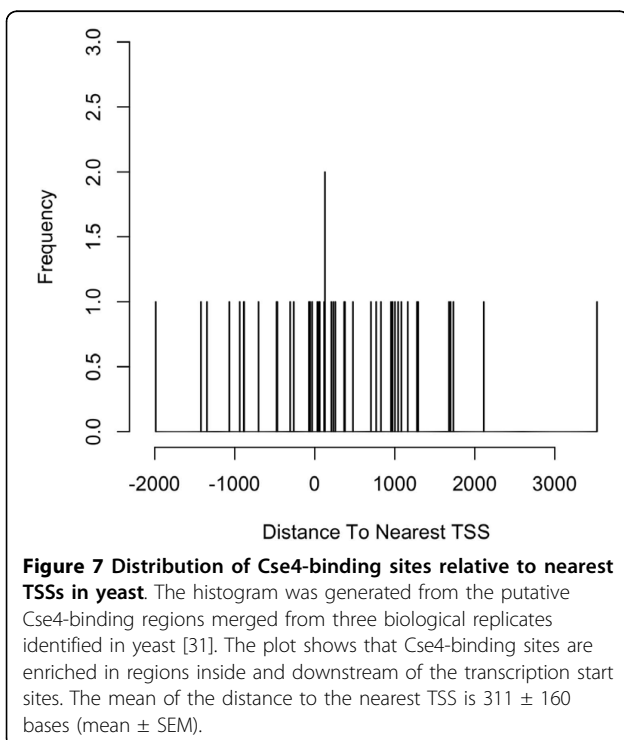 3.0
2.5
2.0
1.5
1.0
0.5
0.0
Frequency
-2000 -1000 0 1000 2000 3000
Distance To Nearest TSS
Figure 7 Distribution of Cse4-binding sites relative to nearest
TSSs in yeast. The histogram was generated from the putative
Cse4-binding regions merged from three biological replicates
identified in yeast [31]. The plot shows that Cse4-binding sites are
enriched in regions inside and downstream of the transcription start
sites. The mean of the distance to the nearest TSS is 311 ± 160
bases (mean ± SEM).